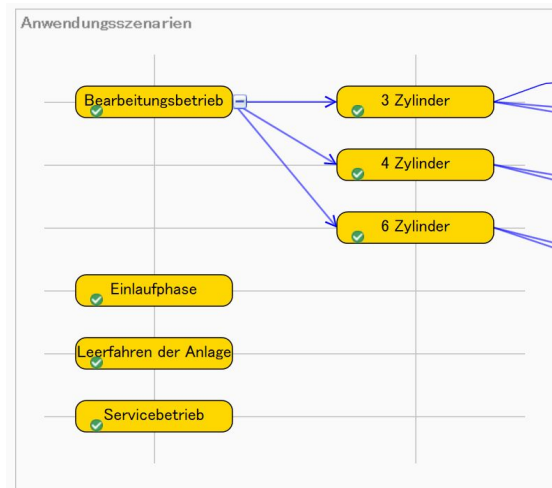 Anwendungsszenarien
Bearbeitungsbetrieb
3 Zylinder
4 Zylinder
6 Zylinder
Einlaufphase
Leerfahren der Anlage
Servicebetrieb